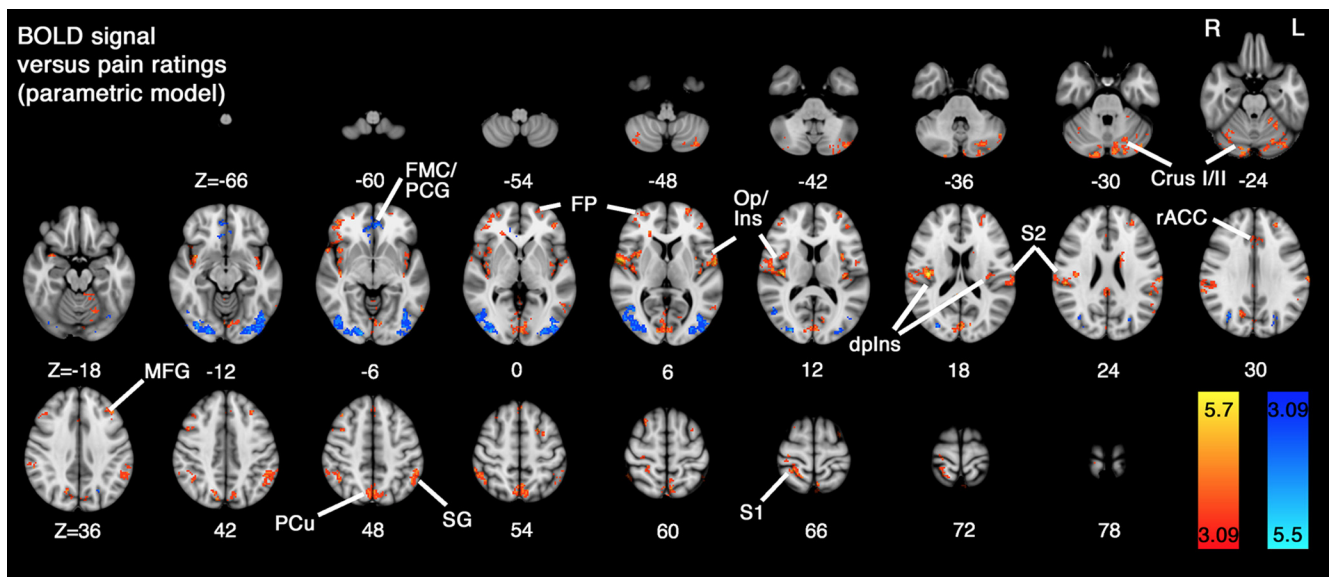 BOLD signal
versus pain ratings
(parametric model)
R L
Z=-66 -60 -54 -48 -42 -36 -30 -24
Crus I/II
FMC/
PCG
FP
Op/
Ins
S2
rACC
dpIns
Z=-18 -12 -6 0 6 12 18 24 30
MFG
PCu
SG
S1
Z=36 42 48 54 60 66 72 78
5.7 3.09
3.09 5.5